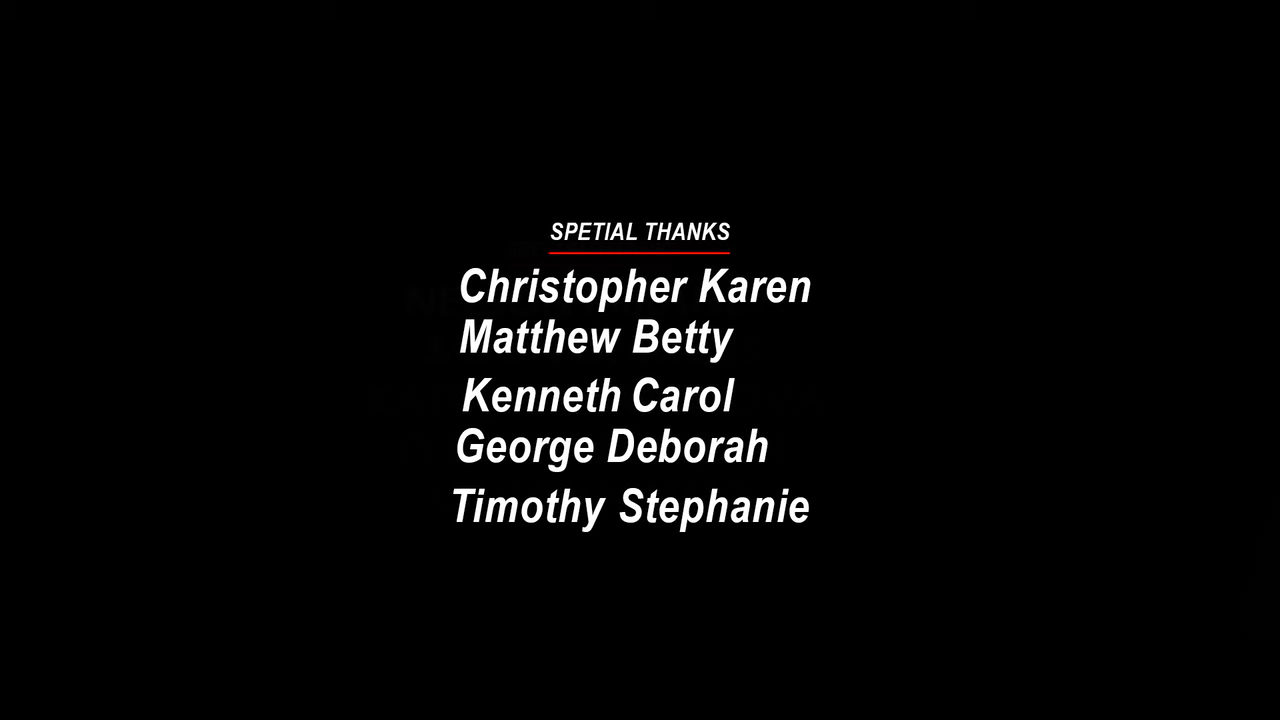 SPETIAL THANKS
Christopher Karen
Matthew Betty
Kenneth Carol
George Deborah
Timothy Stephanie